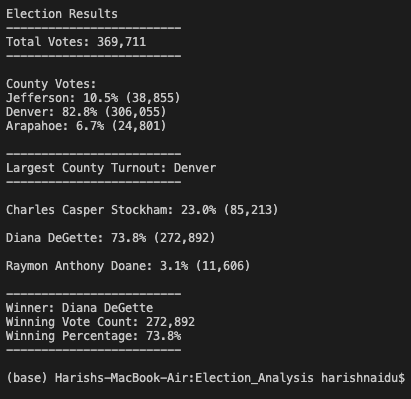 Election Results
-------------------------
Total Votes: 369,711
-------------------------
County Votes:
Jefferson: 10.5% (38,855)
Denver: 82.8% (306,055)
Arapahoe: 6.7% (24,801)
-------------------------
Largest County Turnout: Denver
-------------------------
Charles Casper Stockham: 23.0% (85,213)
Diana DeGette: 73.8% (272,892)
Raymon Anthony Doane: 3.1% (11,606)
-------------------------
Winner: Diana DeGette
Winning Vote Count: 272,892
Winning Percentage: 73.8%
-------------------------
(base) Harishs-MacBook-Air:Election_Analysis harishnaidu$